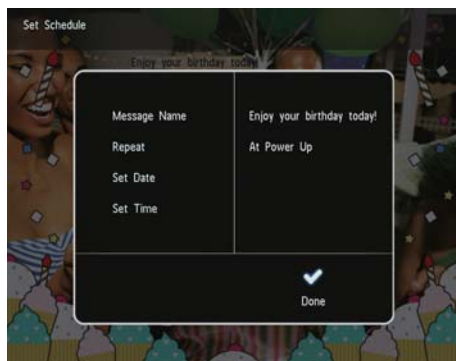 Set Schedule
Enjoy your birthday today!
Message Name Enjoy your birthday today!
Repeat At Power Up
Set Date
Set Time
Done